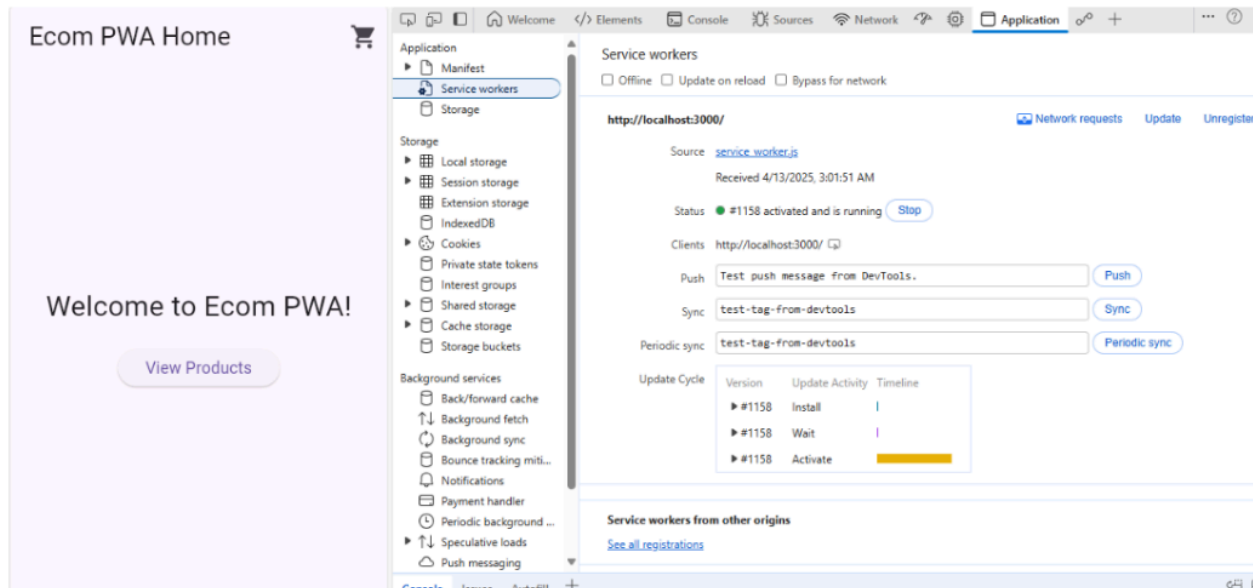 Ecom PWA Home
Welcome to Ecom PWA!
View Products
Welcome Elements Console Sources Network Application
Application
Manifest
Service workers
Storage
Storage
Local storage
Session storage
Extension storage
IndexedDB
Cookies
Private state tokens
Interest groups
Shared storage
Cache storage
Storage buckets
Background services
Back/forward cache
Background fetch
Background sync
Bounce tracking miti...
Notifications
Payment handler
Periodic background ...
Speculative loads
Push messaging
Service workers
Offline Update on reload Bypass for network
http://localhost:3000/ Network requests Update Unregister
Source service_worker.js
Received 4/13/2025, 3:01:51 AM
Status #1158 activated and is running Stop
Clients http://localhost:3000/
Push Test push message from DevTools. Push
Sync test-tag-from-devtools Sync
Periodic sync test-tag-from-devtools Periodic sync
Update Cycle Version Update Activity Timeline
#1158 Install
#1158 Wait
#1158 Activate
Service workers from other origins
See all registrations
Console Issues Autofill